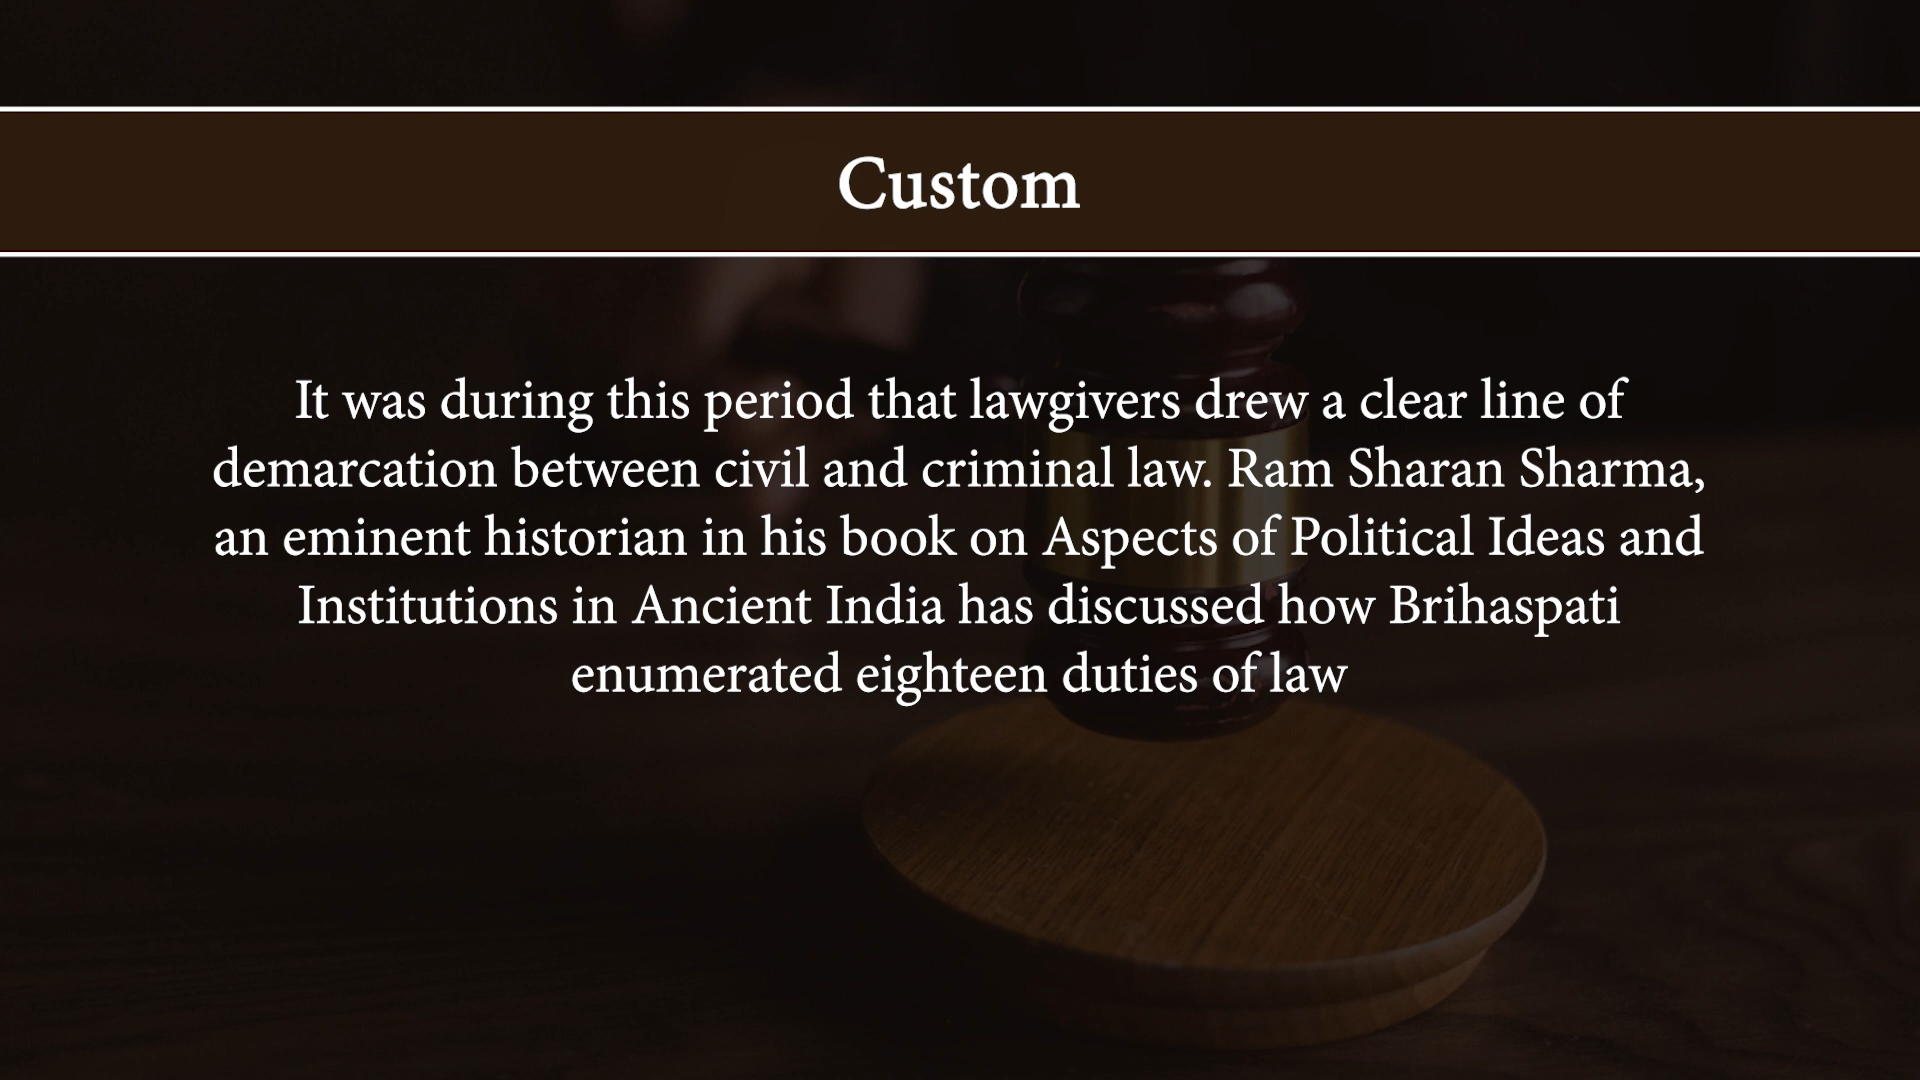 Custom
It was during this period that lawgivers drew a clear line of
demarcation between civil and criminal law. Ram Sharan Sharma,
an eminent historian in his book on Aspects of Political Ideas and
Institutions in Ancient India has discussed how Brihaspati
enumerated eighteen duties of law